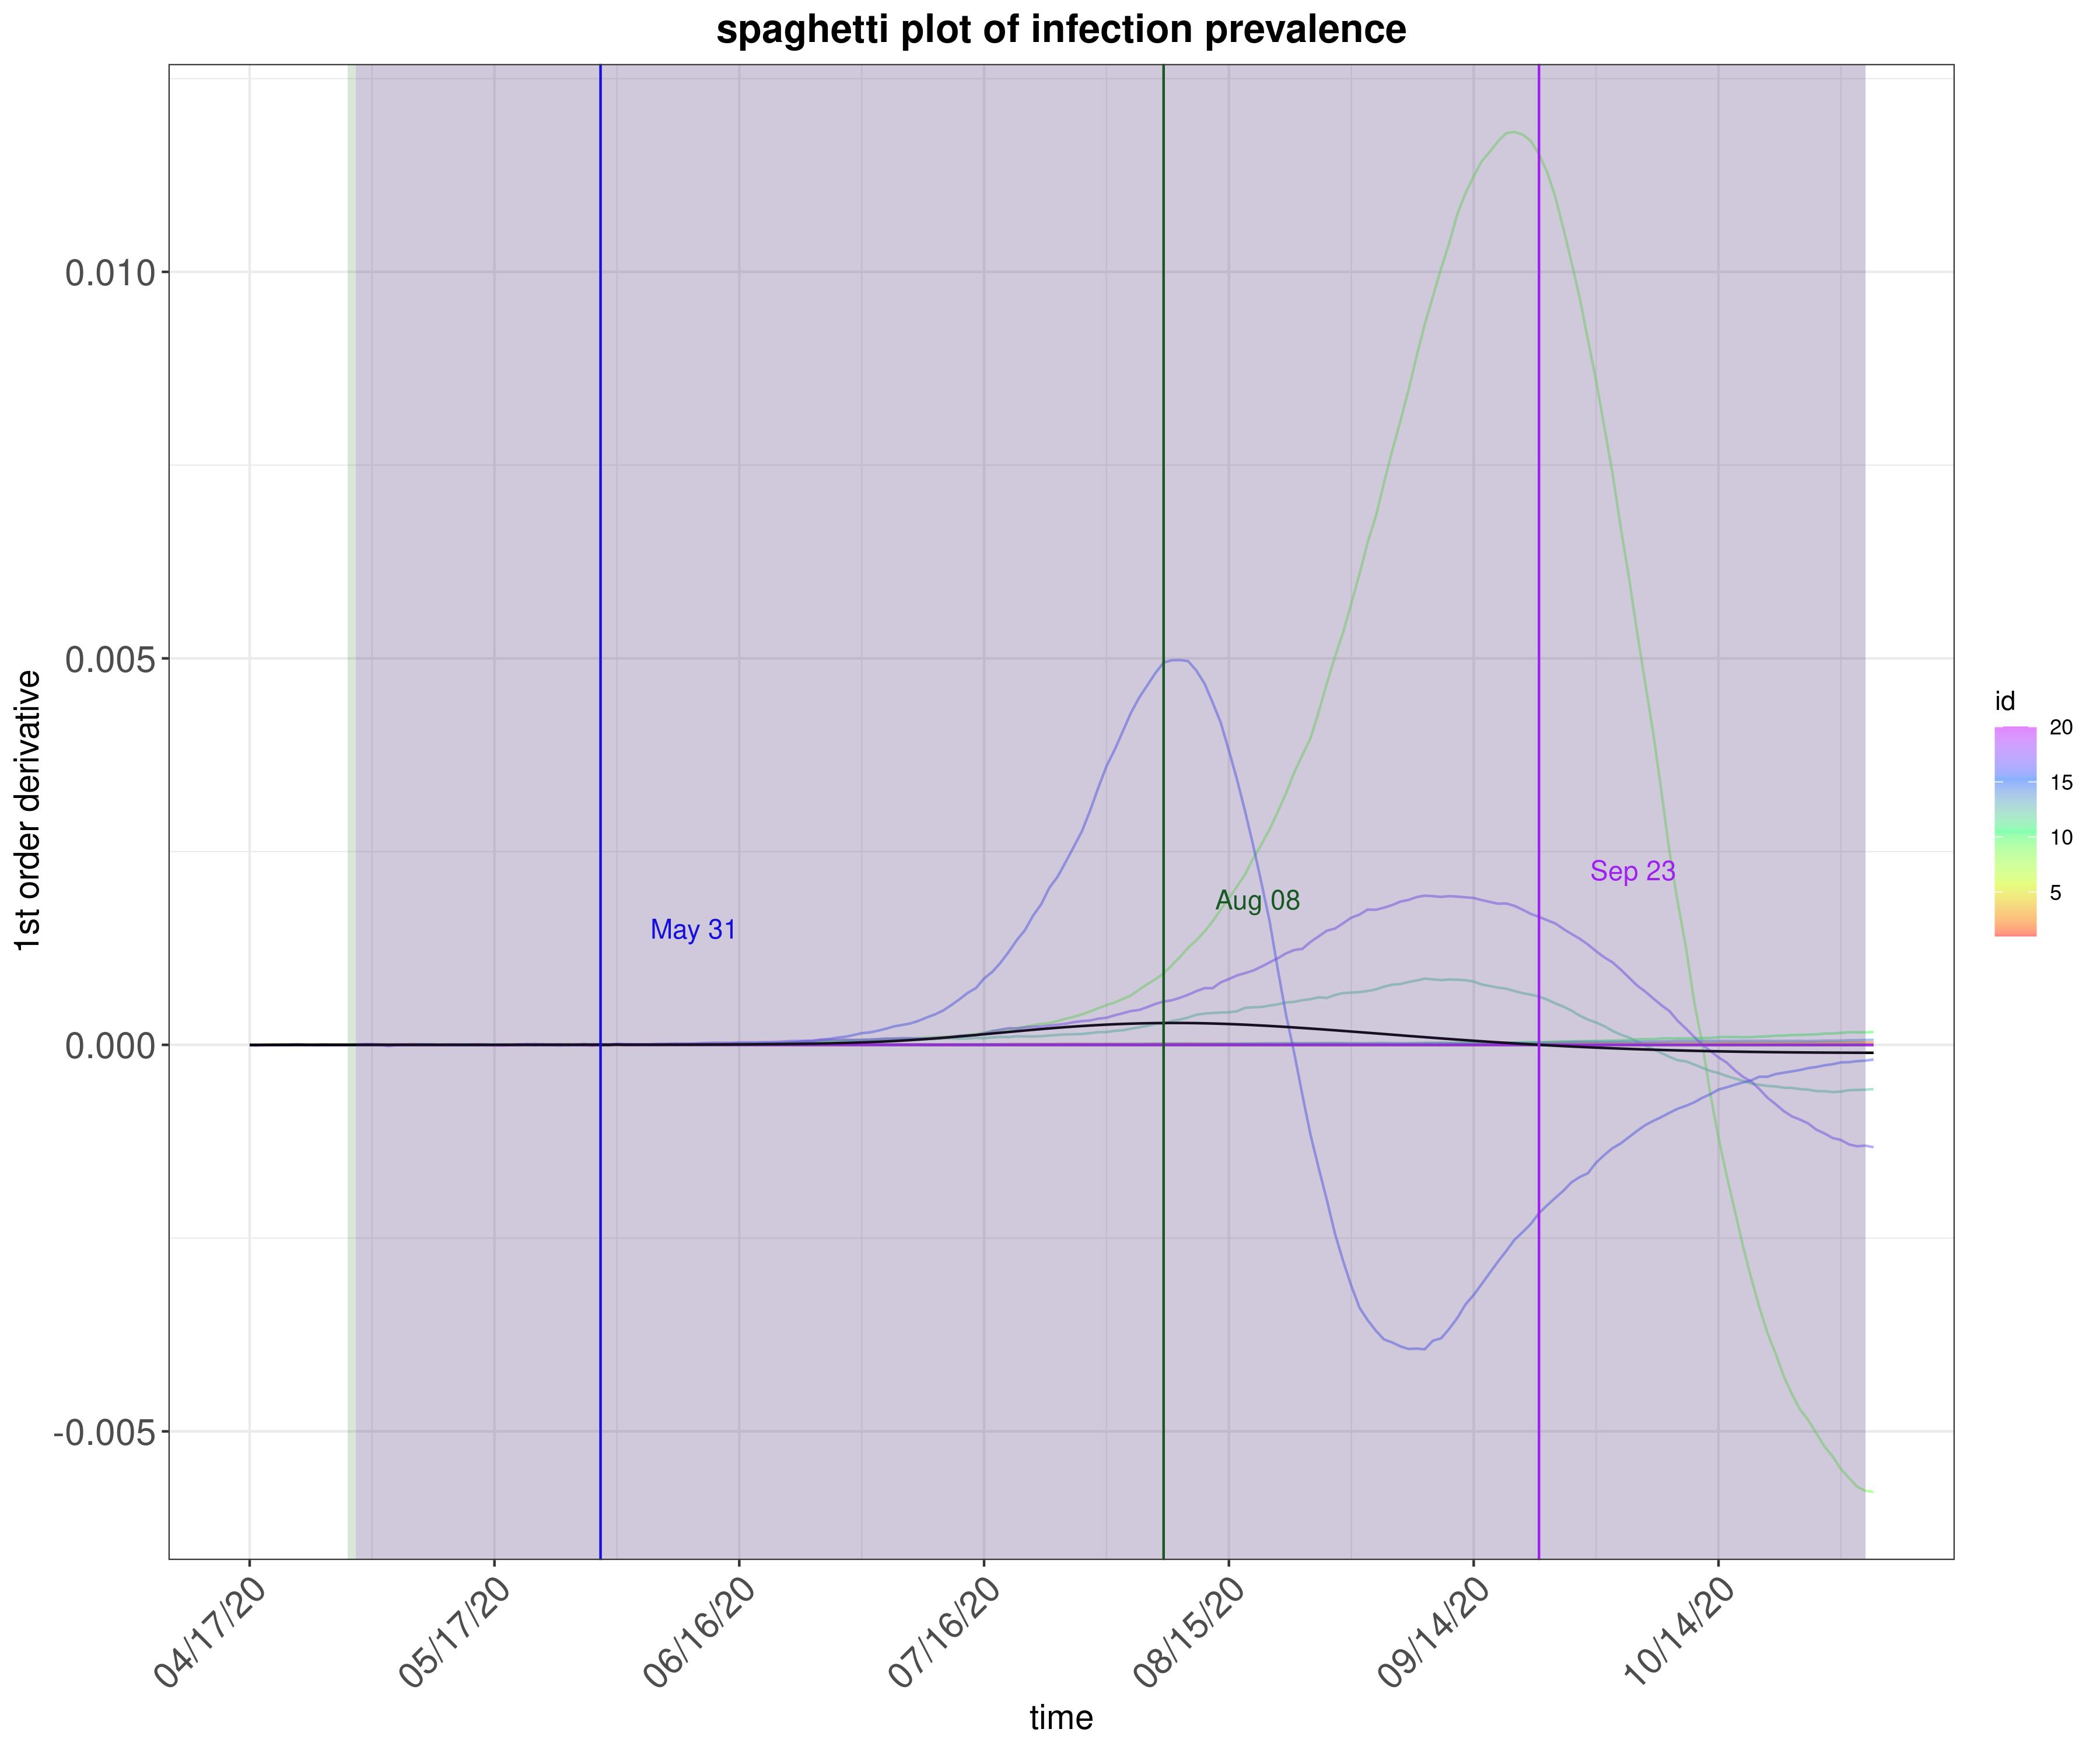 spaghetti plot of infection prevalence
1st order derivative
0.010
0.005
0.000
-0.005
May 31
Aug 08
Sep 23
id
20
15
10
5
04/17/20
05/17/20
06/16/20
07/16/20
08/15/20
09/14/20
10/14/20
time